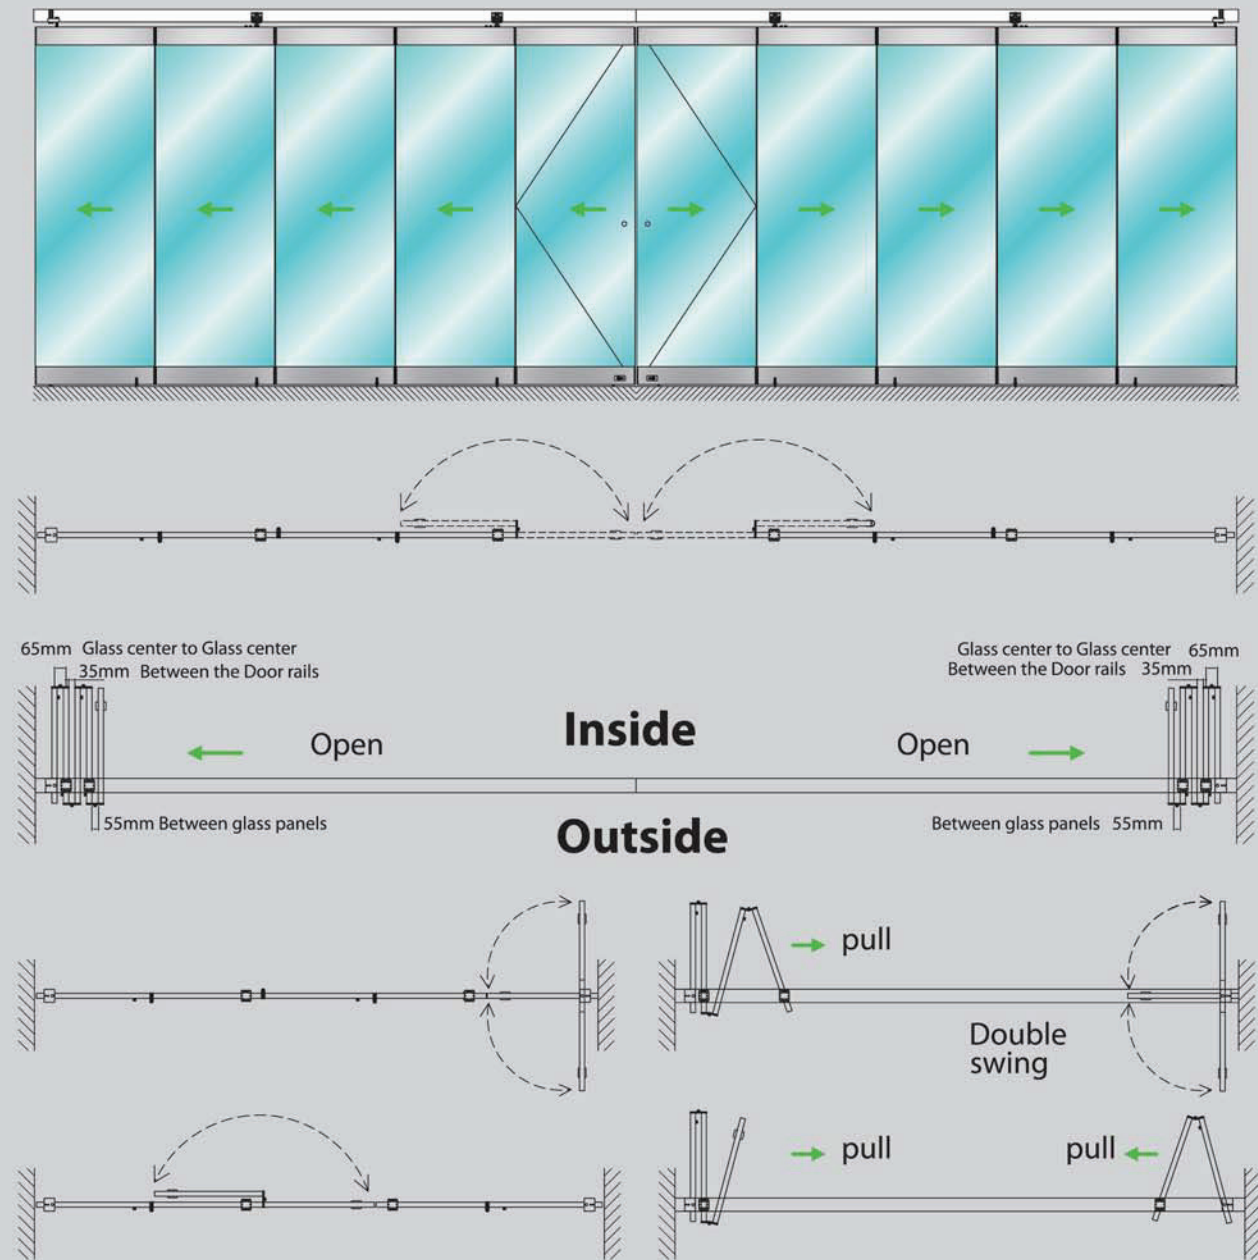 65mm Glass center to Glass center
35mm Between the Door rails
Glass center to Glass center 65mm
Between the Door rails 35mm
Inside
Open
Open
55mm Between glass panels
Between glass panels 55mm
Outside
pull
Double
swing
pull
pull